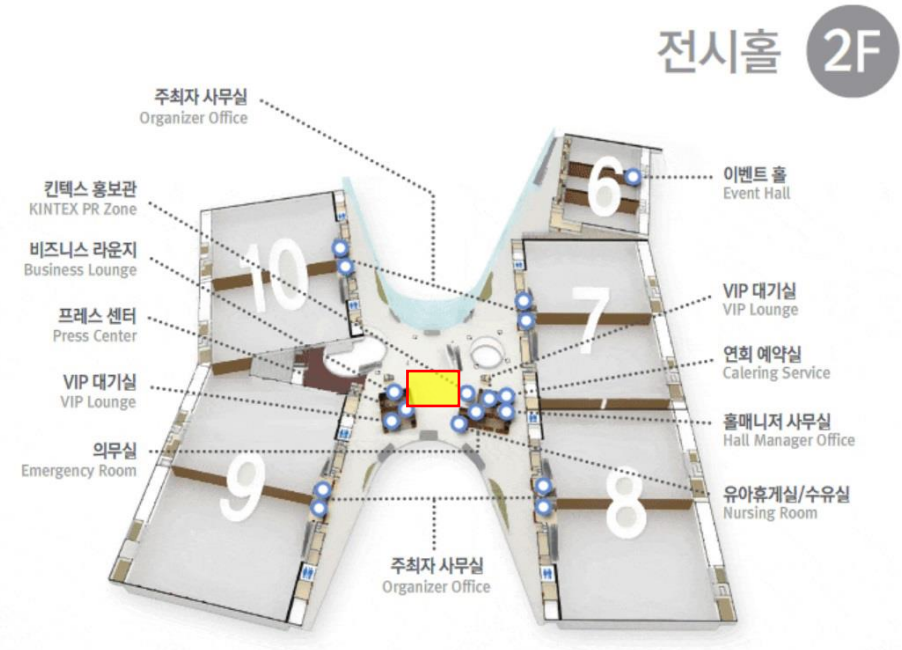 전시홀 2F
주최자 사무실
Organizer Office
킨텍스 홍보관
KINTEX PR Zone
비즈니스 라운지
Business Lounge
프레스 센터
Press Center
VIP 대기실
VIP Lounge
의무실
Emergency Room
10
9
6
7
8
이벤트 홀
Event Hall
VIP 대기실
VIP Lounge
연회 예약실
Calering Service
홀매니저 사무실
Hall Manager Office
유아휴게실/수유실
Nursing Room
주최자 사무실
Organizer Office